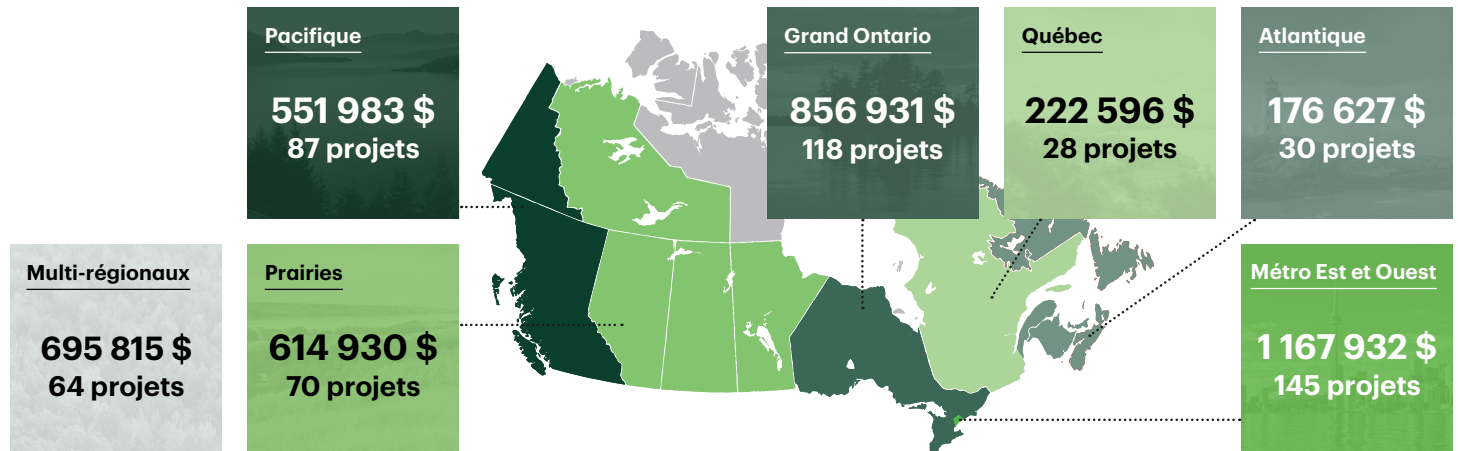 Pacifique
551 983 $
87 projets
Grand Ontario
856 931 $
118 projets
Québec
222 596 $
28 projets
Atlantique
176 627 $
30 projets
Multi-régionaux
695 815 $
64 projets
Prairies
614 930 $
70 projets
Métro Est et Ouest
1 167 932 $
145 projets